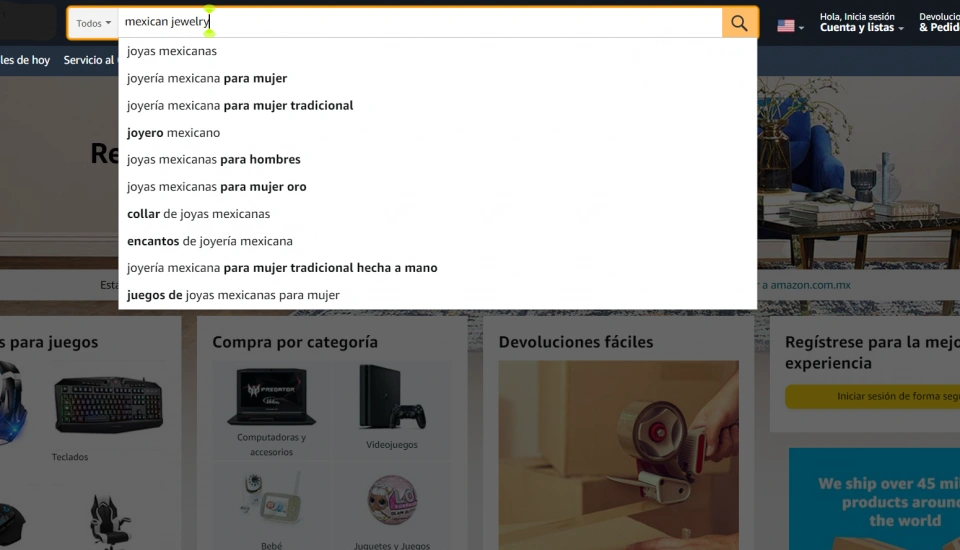 Todos
mexican jewelry
Hola, Inicia sesión
Cuenta y listas
Devolucio
& Pedid
les de hoy
Servicio al
joyas mexicanas
joyería mexicana para mujer
joyería mexicana para mujer tradicional
joyero mexicano
joyas mexicanas para hombres
joyas mexicanas para mujer oro
collar de joyas mexicanas
encantos de joyería mexicana
joyería mexicana para mujer tradicional hecha a mano
juegos de joyas mexicanas para mujer
Re
Esta
r a amazon.com.mx
s para juegos
Compra por categoría
Devoluciones fáciles
Regístrese para la mejo
experiencia
Iniciar sesión de forma segu
PREDATOR
Teclados
Computadoras y
accesorios
Videojuegos
Bebé
Juguetes y Juegos
We ship over 45 mil
products aroun
the world